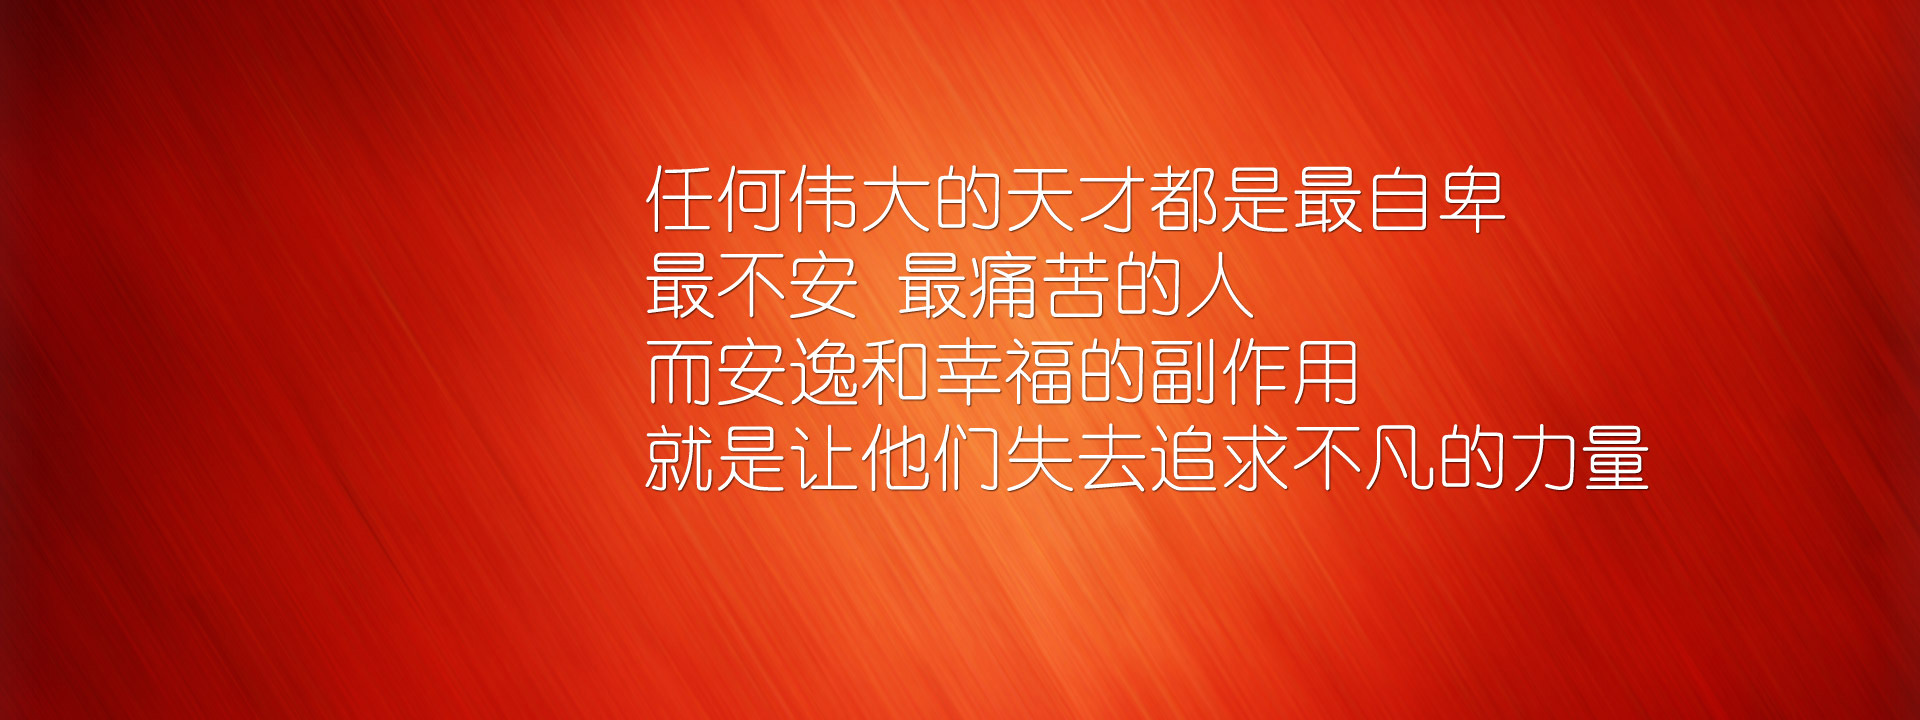 任何伟大的天才都是最自卑
最不安 最痛苦的人
而安逸和幸福的副作用
就是让他们失去追求不凡的力量